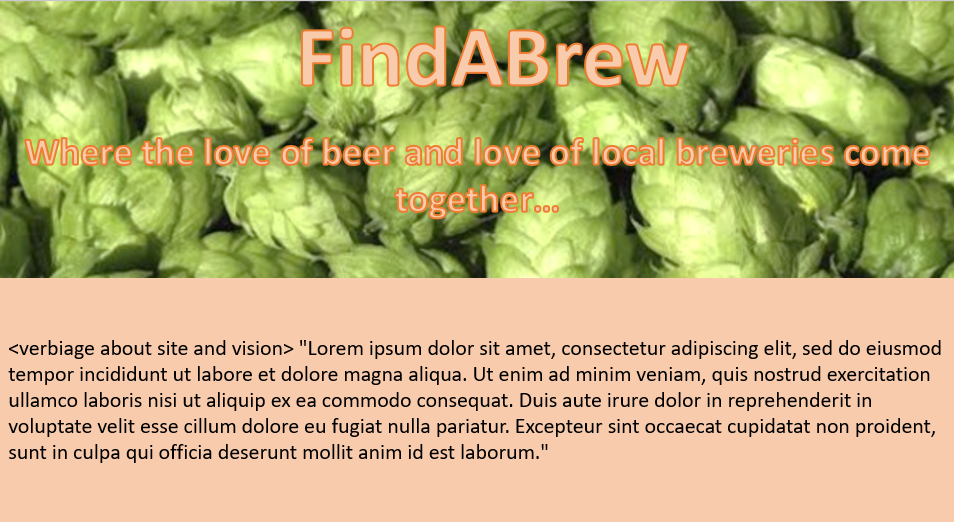 FindABrew
Where the love of beer and love of local breweries come
together...
<verbiage about site and vision> "Lorem ipsum dolor sit amet, consectetur adipiscing elit, sed do eiusmod
tempor incididunt ut labore et dolore magna aliqua. Ut enim ad minim veniam, quis nostrud exercitation
ullamco laboris nisi ut aliquip ex ea commodo consequat. Duis aute irure dolor in reprehenderit in
voluptate velit esse cillum dolore eu fugiat nulla pariatur. Excepteur sint occaecat cupidatat non proident,
sunt in culpa qui officia deserunt mollit anim id est laborum."